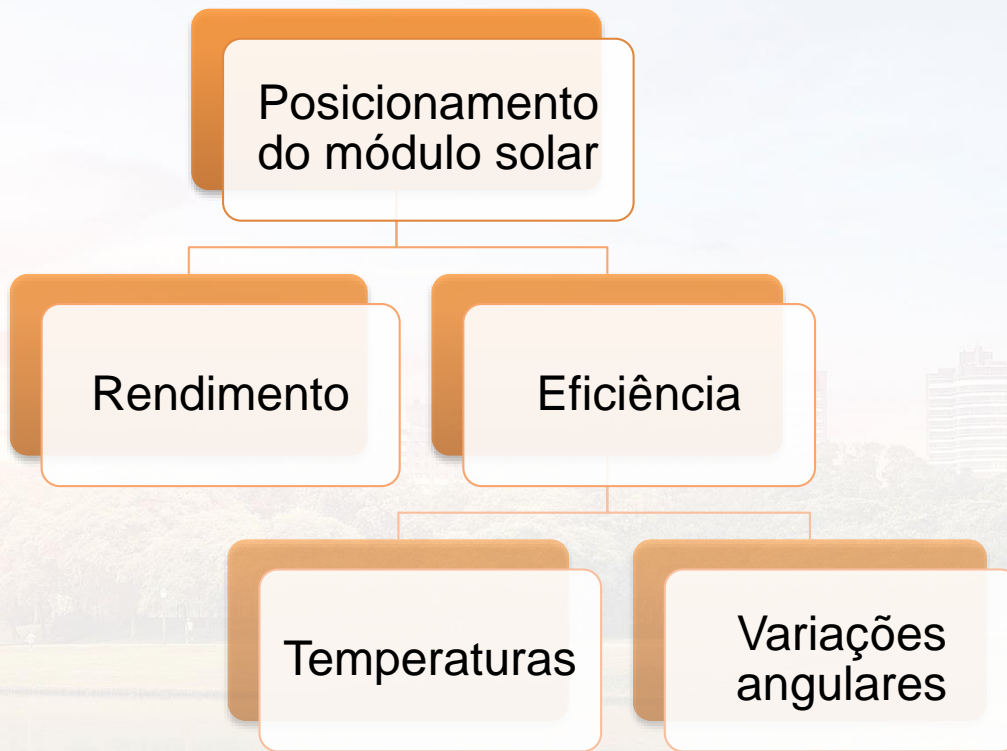 Posicionamento
do módulo solar
Rendimento
Eficiência
Temperaturas
Variações
angulares